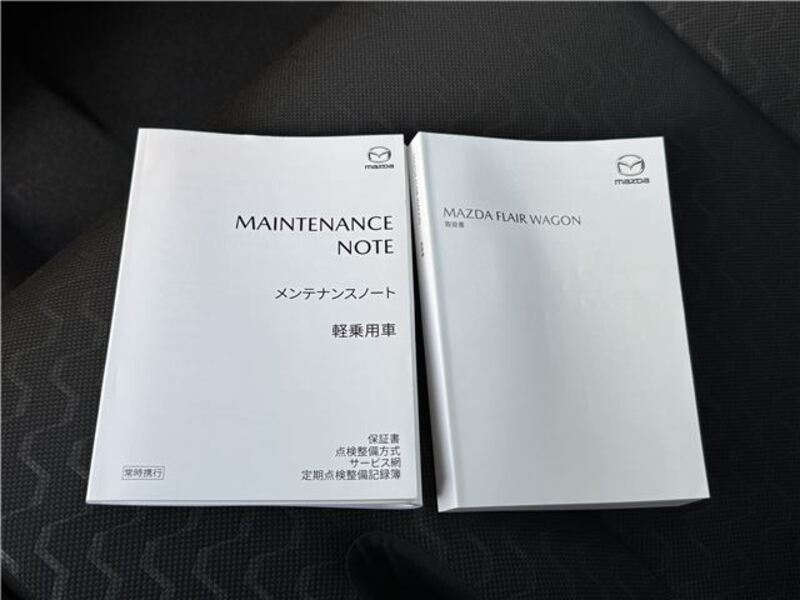 mazda
MAINTENANCE
NOTE
メンテナンスノート
軽乗用車
保証書
点検整備方式
サービス網
定期点検整備記録簿
常時携行
mazda
MAZDA FLAIR WAGON
取扱書